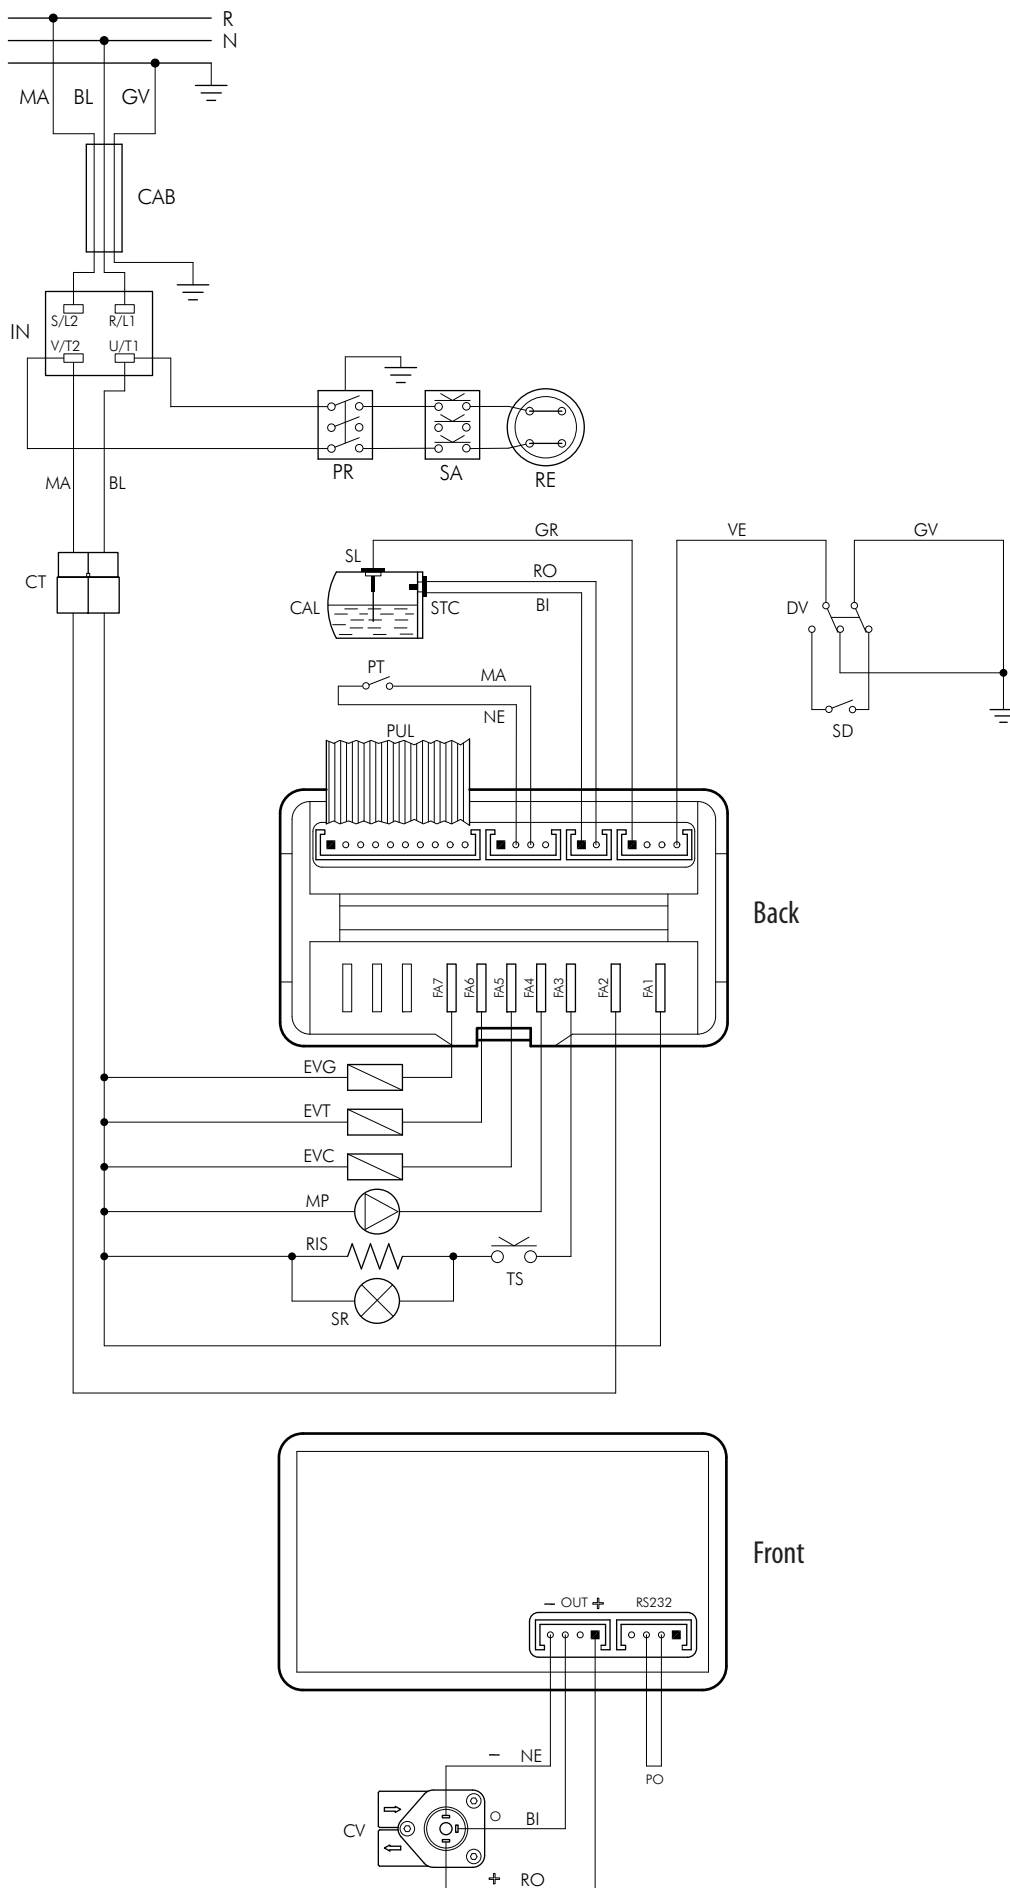 R
N
MA BL GV
CAB
IN
S/L2 R/L1
V/T2 U/T1
PR SA RE
MA BL
CT
GR VE GV
SL
RO
CAL STC
BI
DV
PT MA
NE
SD
PUL
Back
FA7 FA6 FA5 FA4 FA3 FA2 FA1
EVG
EVT
EVC
MP
RIS
TS
SR
Front
− OUT + RS232
− NE
PO
O
BI
CV
+ RO